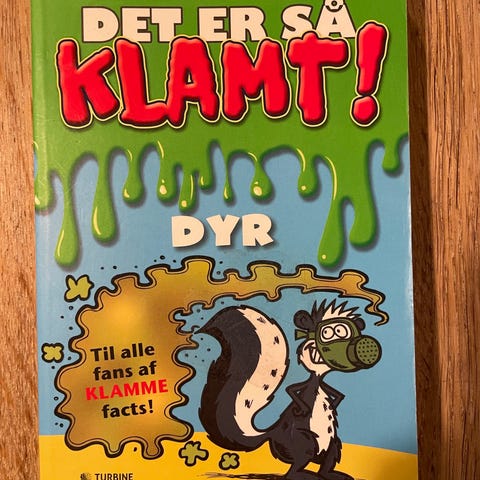 DET ER SÅ
KLAMT!
DYR
Til alle
fans af
KLAMME
facts!
TURBINE